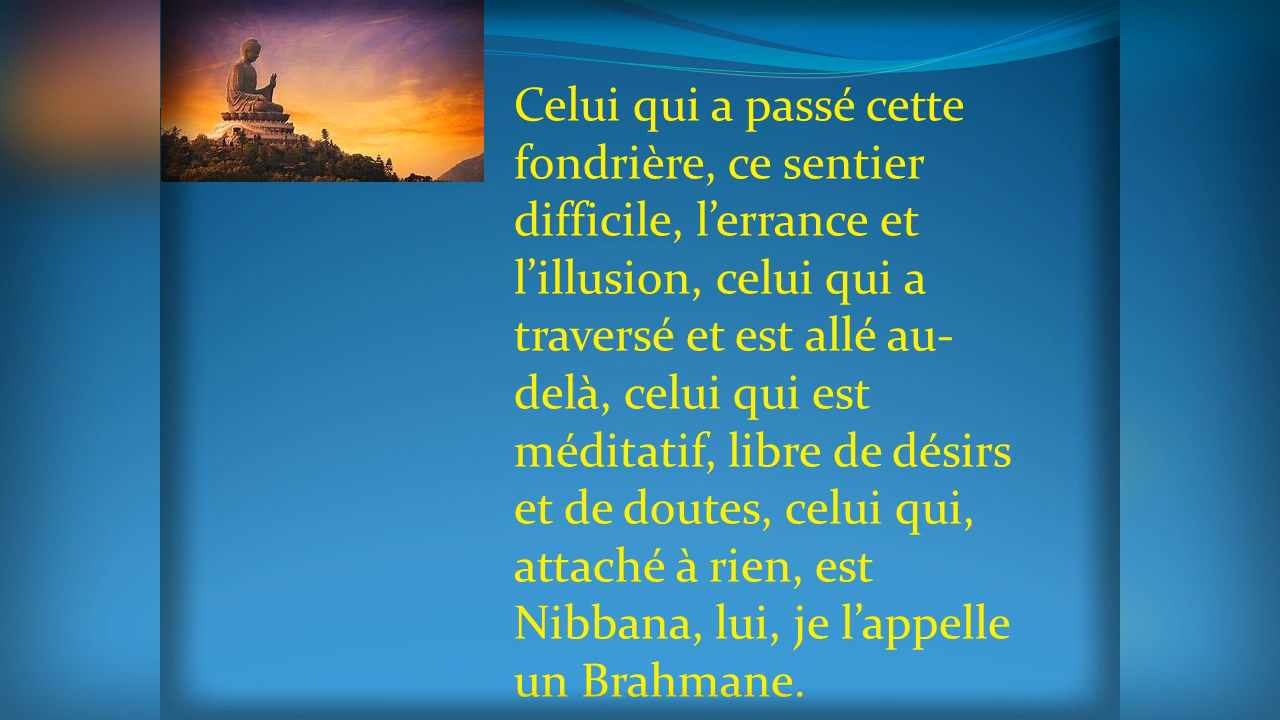 Celui qui a passé cette
fondrière, ce sentier
difficile, l’errance et
l’illusion, celui qui a
traversé et est allé au-
delà, celui qui est
méditatif, libre de désirs
et de doutes, celui qui,
attaché à rien, est
Nibbana, lui, je l’appelle
un Brahmane.